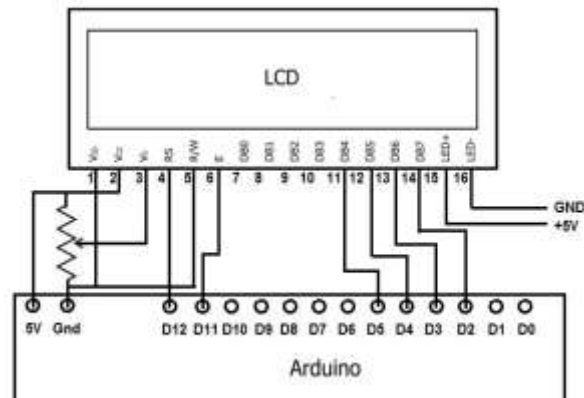 LCD
Vss Vcc VL RS R/W E DB0 DB1 DB2 DB3 DB4 DB5 DB6 DB7 LED+ LED-
1 2 3 4 5 6 7 8 9 10 11 12 13 14 15 16
GND
+5V
5V Gnd D12 D11 D10 D9 D8 D7 D6 D5 D4 D3 D2 D1 D0
Arduino